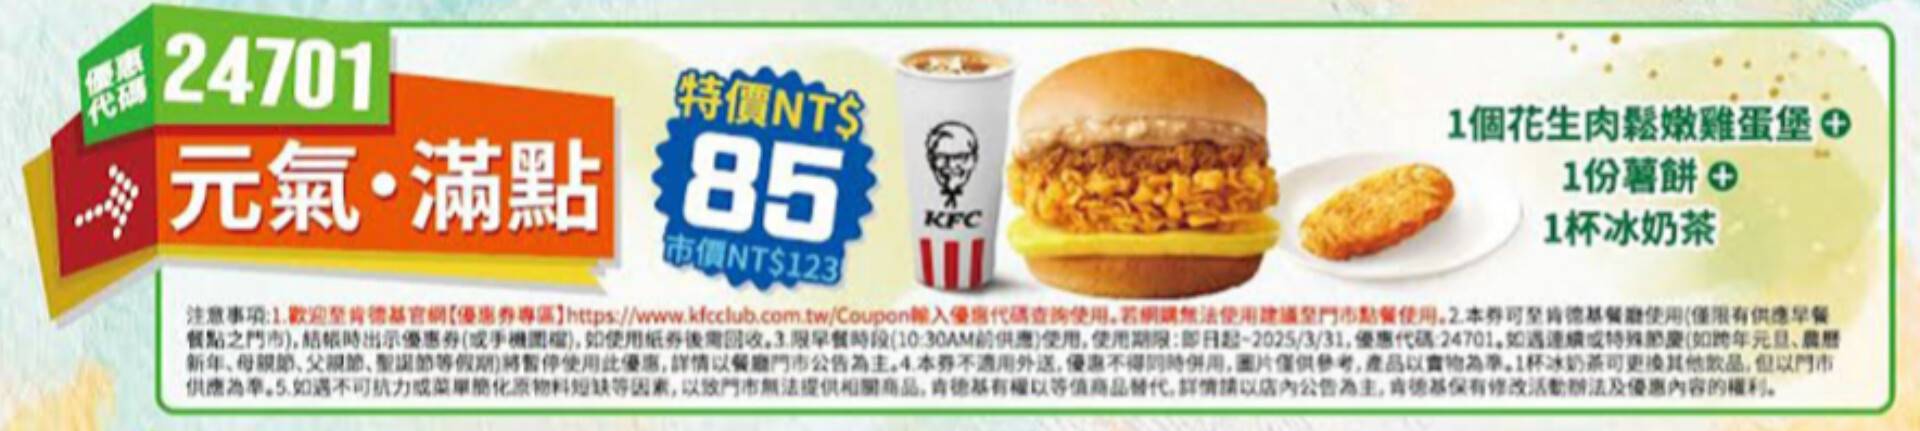 優惠
代碼
24701
元氣・滿點
特價NT$
85
市價NT$123
KFC
1個花生肉鬆嫩雞蛋堡+
1份薯餅+
1杯冰奶茶
注意事項:1.歡迎至肯德基官網【優惠券專區】https://www.kfcclub.com.tw/Coupon輸入優惠代碼查詢使用。若網購無法使用建議至門市點餐使用。2.本券可至肯德基餐廳使用(僅限有供應早餐
餐點之門市),結帳時出示優惠券(或手機圖檔),如使用紙券後需回收。3.限早餐時段(10:30AM前供應)使用,使用期限:即日起~2025/3/31,優惠代碼:24701。如遇連續或特殊節慶(如跨年元旦、農曆
新年、母親節、父親節、聖誕節等假期)將暫停使用此優惠,詳情以餐廳門市公告為主。4.本券不適用外送,優惠不得同時併用,圖片僅供參考,產品以實物為準。1杯冰奶茶可更換其他飲品,但以門市
供應為準。5.如遇不可抗力或菜單簡化原物料短缺等因素,以致門市無法提供相關商品,肯德基有權以等值商品替代,詳情請以店內公告為主,肯德基保有修改活動辦法及優惠內容的權利。